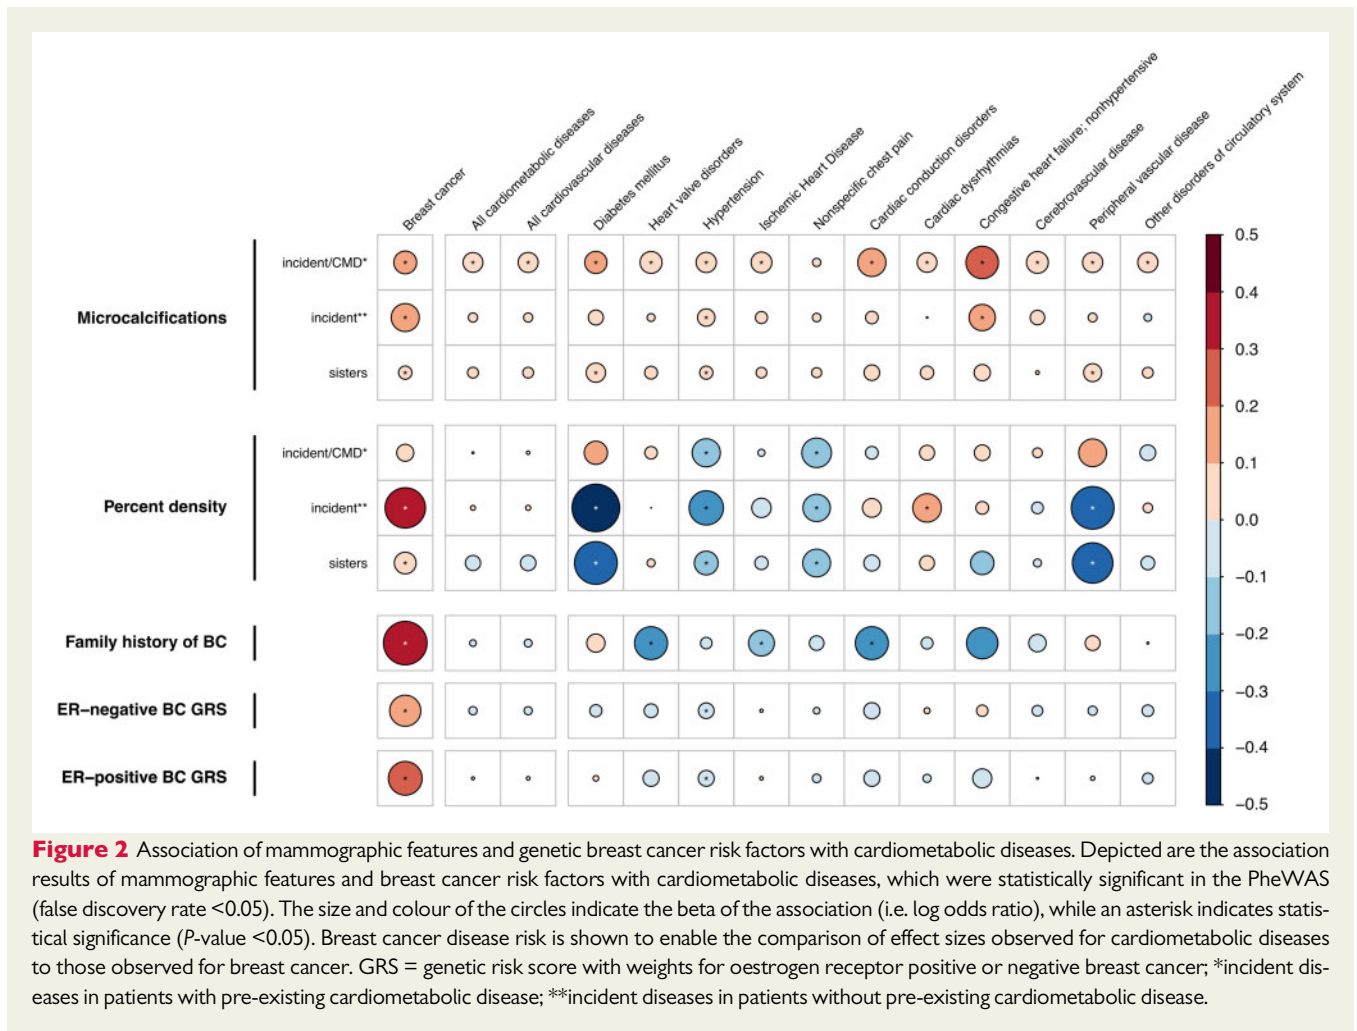 Breast cancer
All cardiometabolic diseases
All cardiovascular diseases
Diabetes mellitus
Heart valve disorders
Hypertension
Ischemic Heart Disease
Nonspecific chest pain
Cardiac conduction disorders
Cardiac dysrhythmias
Congestive heart failure; nonhypertensive
Cerebrovascular disease
Peripheral vascular disease
Other disorders of circulatory system
Microcalcifications
incident/CMD*
incident**
sisters
Percent density
incident/CMD*
incident**
sisters
Family history of BC
ER–negative BC GRS
ER–positive BC GRS
0.5
0.4
0.3
0.2
0.1
0.0
−0.1
−0.2
−0.3
−0.4
−0.5
Figure 2 Association of mammographic features and genetic breast cancer risk factors with cardiometabolic diseases. Depicted are the association
results of mammographic features and breast cancer risk factors with cardiometabolic diseases, which were statistically significant in the PheWAS
(false discovery rate <0.05). The size and colour of the circles indicate the beta of the association (i.e. log odds ratio), while an asterisk indicates statis-
tical significance (P-value <0.05). Breast cancer disease risk is shown to enable the comparison of effect sizes observed for cardiometabolic diseases
to those observed for breast cancer. GRS = genetic risk score with weights for oestrogen receptor positive or negative breast cancer; *incident dis-
eases in patients with pre-existing cardiometabolic disease; **incident diseases in patients without pre-existing cardiometabolic disease.